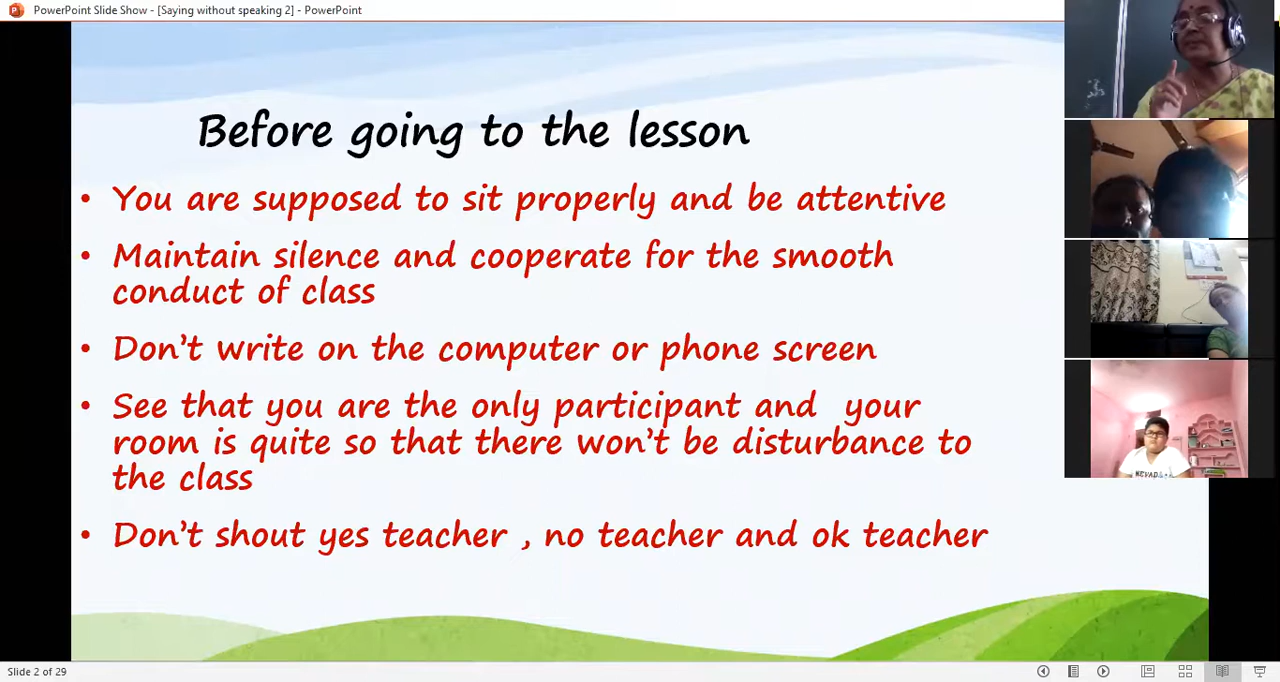 PowerPoint Slide Show - [Saying without speaking 2] - PowerPoint
Before going to the lesson
• You are supposed to sit properly and be attentive
• Maintain silence and cooperate for the smooth
conduct of class
• Don't write on the computer or phone screen
• See that you are the only participant and your
room is quite so that there won't be disturbance to
the class
• Don't shout yes teacher , no teacher and ok teacher
NEVADA
Slide 2 of 29